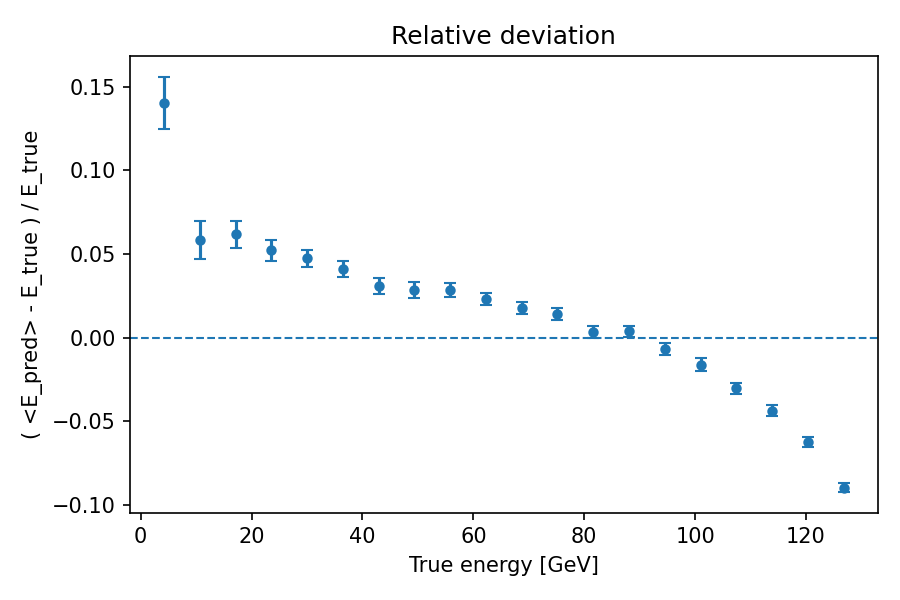 Relative deviation
( <E_pred> - E_true ) / E_true
0.15
0.10
0.05
0.00
−0.05
−0.10
0 20 40 60 80 100 120
True energy [GeV]